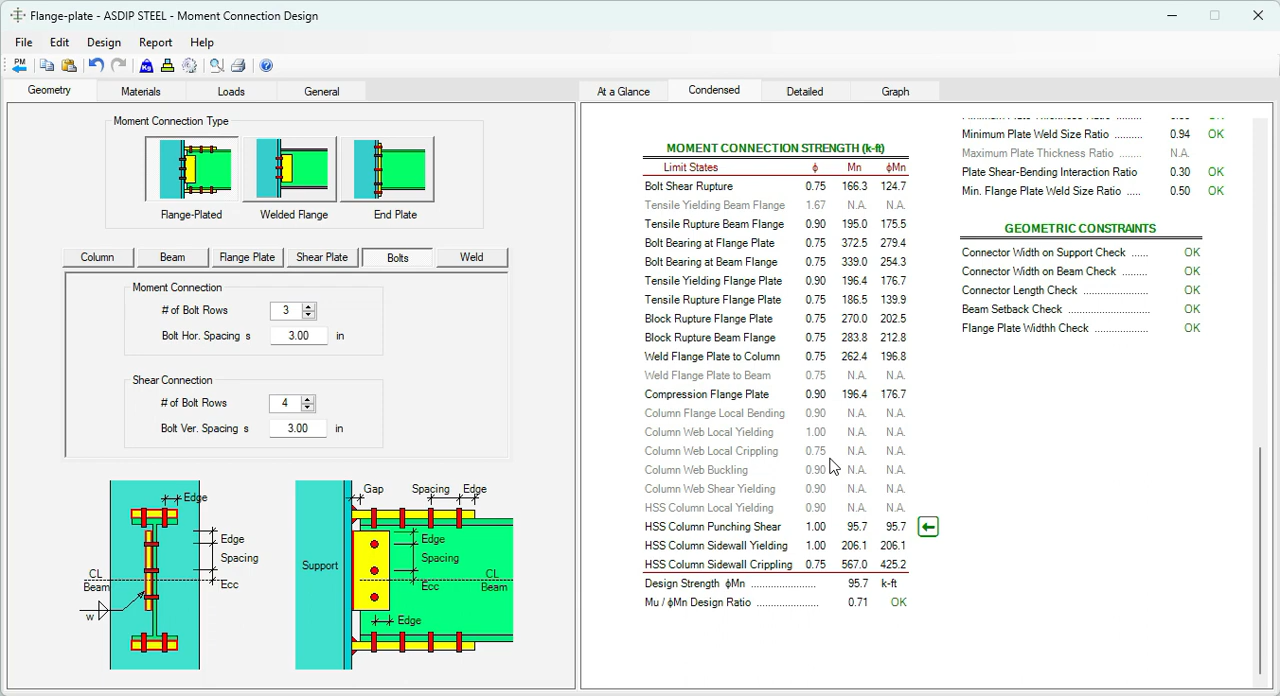 Flange-plate - ASDIP STEEL - Moment Connection Design
File Edit Design Report Help
PM
Geometry Materials Loads General
Moment Connection Type
Flange-Plated Welded Flange End Plate
Column Beam Flange Plate Shear Plate Bolts Weld
Moment Connection
# of Bolt Rows 3
Bolt Hor. Spacing s 3.00 in
Shear Connection
# of Bolt Rows 4
Bolt Ver. Spacing s 3.00 in
Edge
Edge
Spacing
Ecc
CL
Beam
w
Gap Spacing Edge
Edge
Spacing
Support
Ecc
CL
Beam
Edge
At a Glance Condensed Detailed Graph
MOMENT CONNECTION STRENGTH (k-ft)
Limit States ϕ Mn ϕMn
Bolt Shear Rupture 0.75 166.3 124.7
Tensile Yielding Beam Flange 1.67 N.A. N.A.
Tensile Rupture Beam Flange 0.90 195.0 175.5
Bolt Bearing at Flange Plate 0.75 372.5 279.4
Bolt Bearing at Beam Flange 0.75 339.0 254.3
Tensile Yielding Flange Plate 0.90 196.4 176.7
Tensile Rupture Flange Plate 0.75 186.5 139.9
Block Rupture Flange Plate 0.75 270.0 202.5
Block Rupture Beam Flange 0.75 283.8 212.8
Weld Flange Plate to Column 0.75 262.4 196.8
Weld Flange Plate to Beam 0.75 N.A. N.A.
Compression Flange Plate 0.90 196.4 176.7
Column Flange Local Bending 0.90 N.A. N.A.
Column Web Local Yielding 1.00 N.A. N.A.
Column Web Local Crippling 0.75 N.A. N.A.
Column Web Buckling 0.90 N.A. N.A.
Column Web Shear Yielding 0.90 N.A. N.A.
HSS Column Local Yielding 0.90 N.A. N.A.
HSS Column Punching Shear 1.00 95.7 95.7
HSS Column Sidewall Yielding 1.00 206.1 206.1
HSS Column Sidewall Crippling 0.75 567.0 425.2
Design Strength ϕMn .................. 95.7 k-ft
Mu / ϕMn Design Ratio ................. 0.71 OK
Minimum Plate Weld Size Ratio ......... 0.94 OK
Maximum Plate Thickness Ratio ........ N.A.
Plate Shear-Bending Interaction Ratio 0.30 OK
Min. Flange Plate Weld Size Ratio ..... 0.50 OK
GEOMETRIC CONSTRAINTS
Connector Width on Support Check ...... OK
Connector Width on Beam Check ......... OK
Connector Length Check ....................... OK
Beam Setback Check ............................. OK
Flange Plate Widthh Check ................... OK